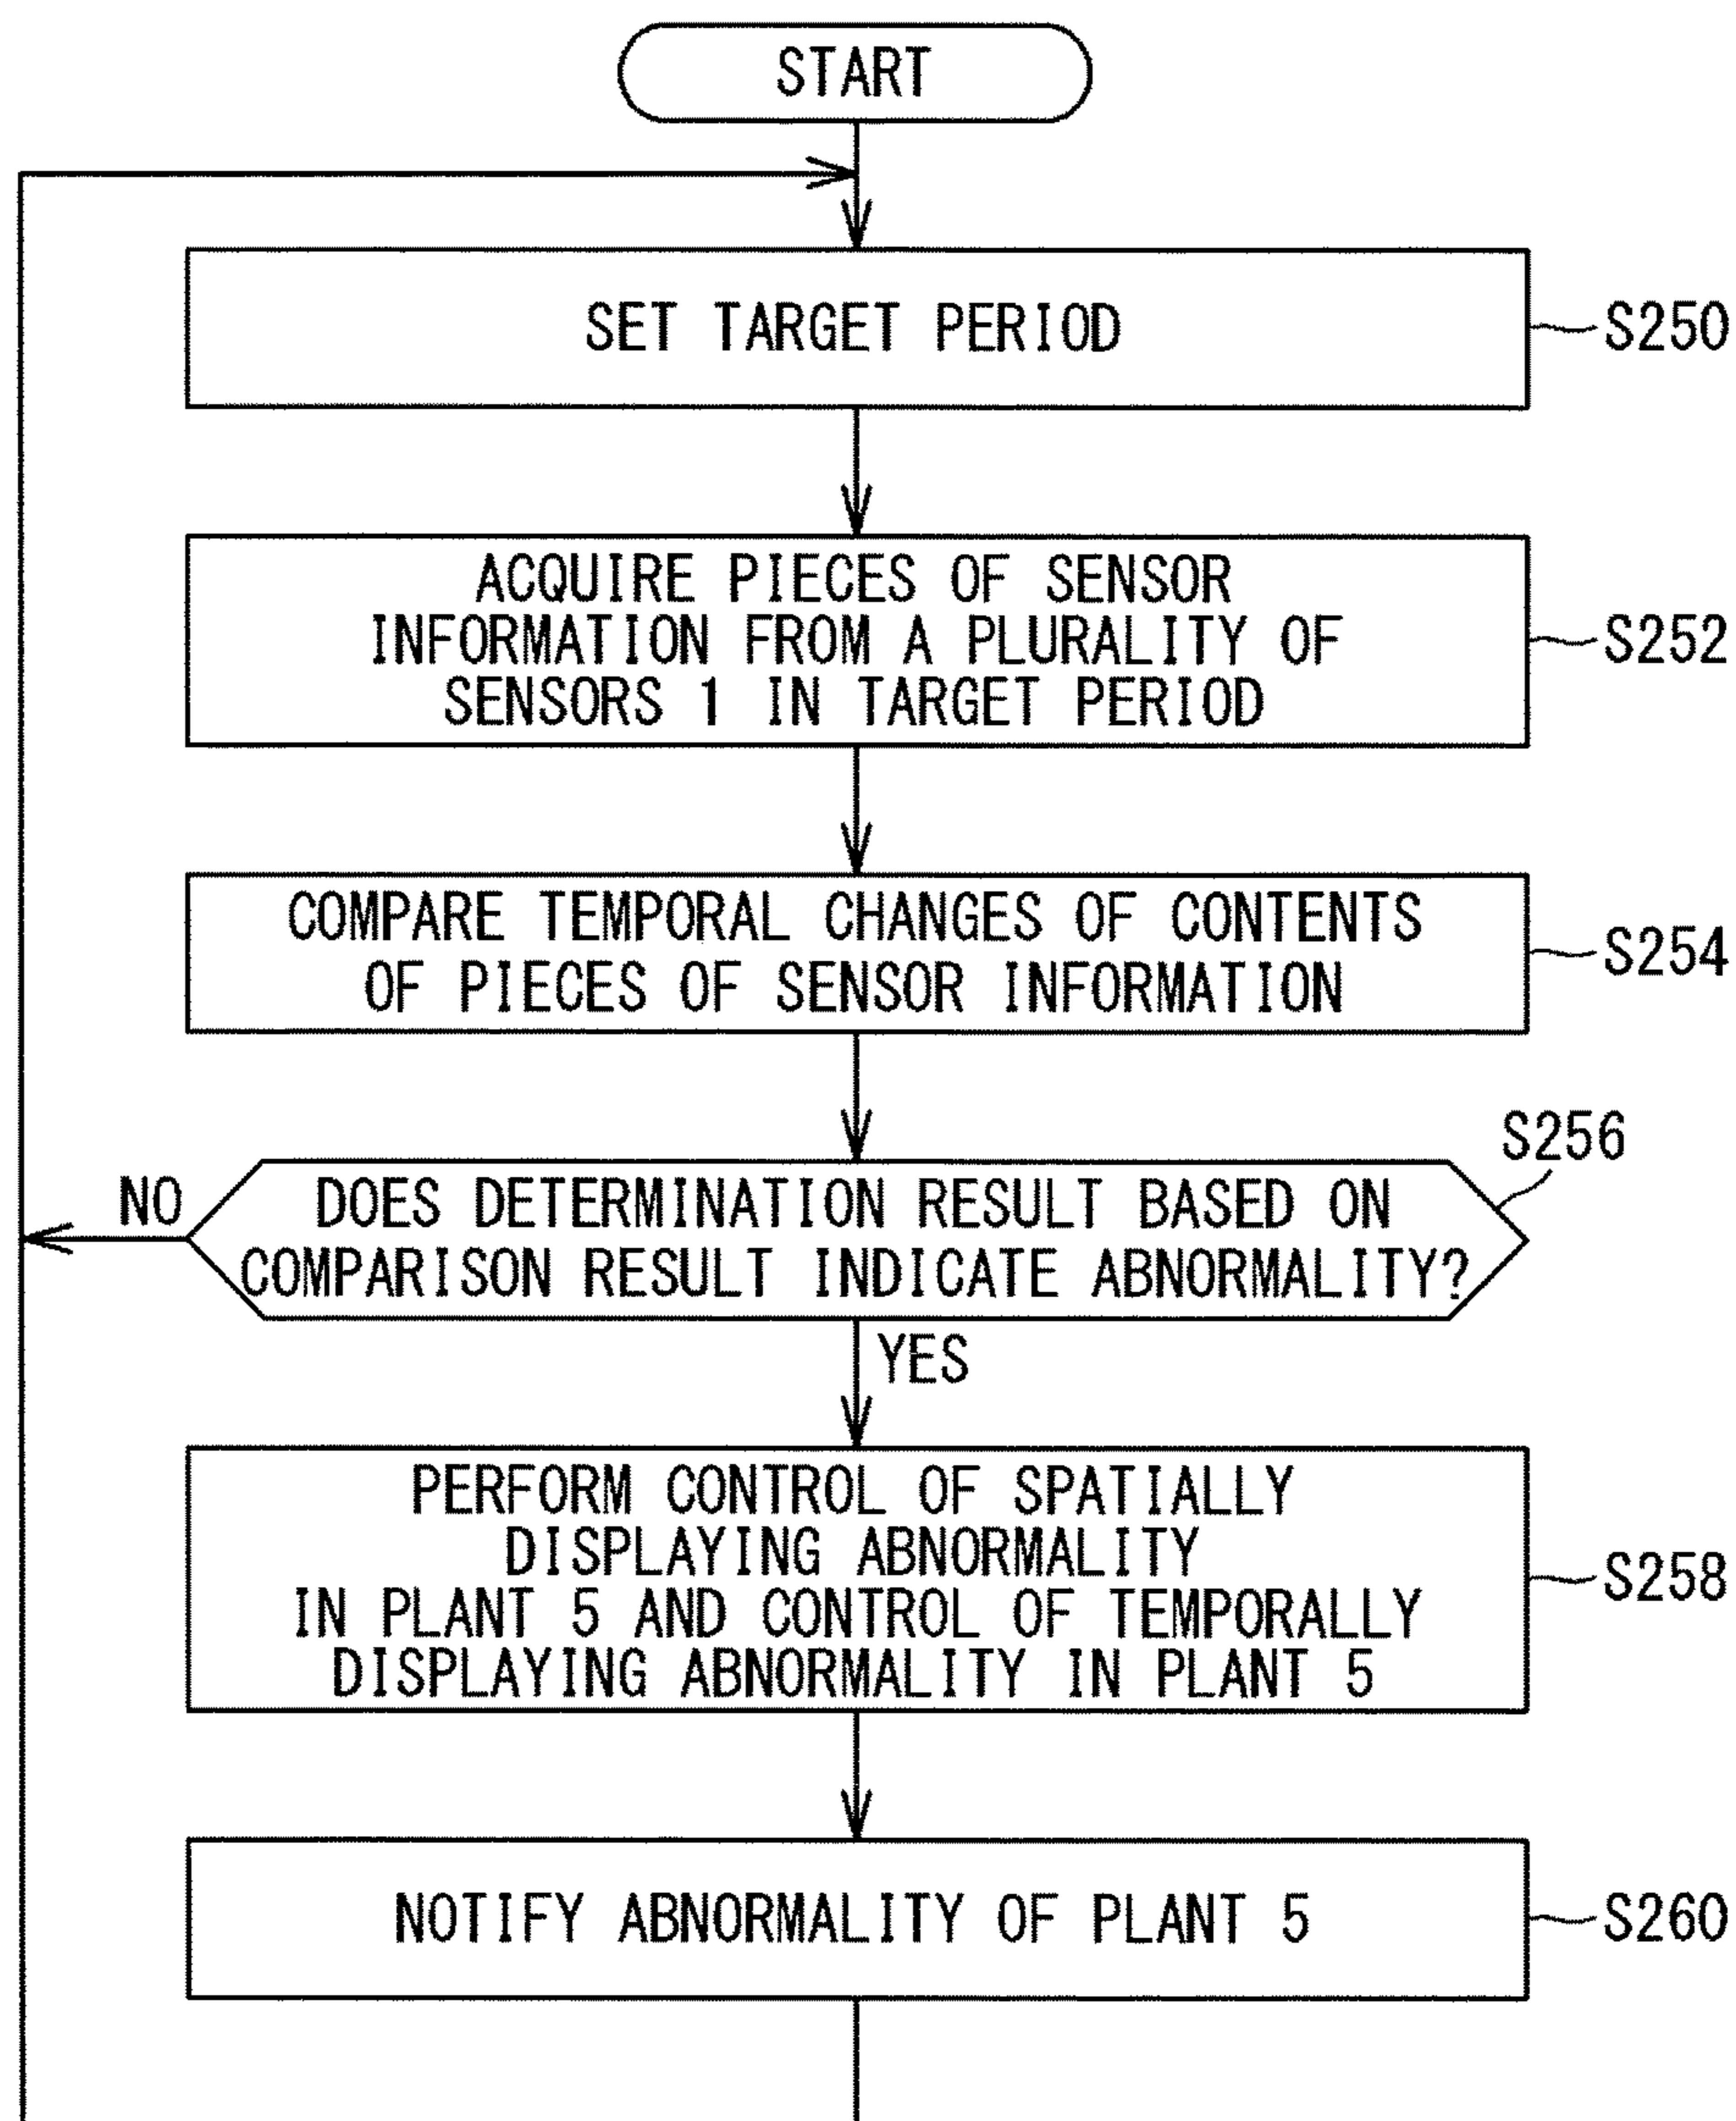 START
SET TARGET PERIOD
S250
ACQUIRE PIECES OF SENSOR
INFORMATION FROM A PLURALITY OF
SENSORS 1 IN TARGET PERIOD
S252
COMPARE TEMPORAL CHANGES OF CONTENTS
OF PIECES OF SENSOR INFORMATION
S254
S256
NO
DOES DETERMINATION RESULT BASED ON
COMPARISON RESULT INDICATE ABNORMALITY?
YES
PERFORM CONTROL OF SPATIALLY
DISPLAYING ABNORMALITY
IN PLANT 5 AND CONTROL OF TEMPORALLY
DISPLAYING ABNORMALITY IN PLANT 5
S258
NOTIFY ABNORMALITY OF PLANT 5
S260